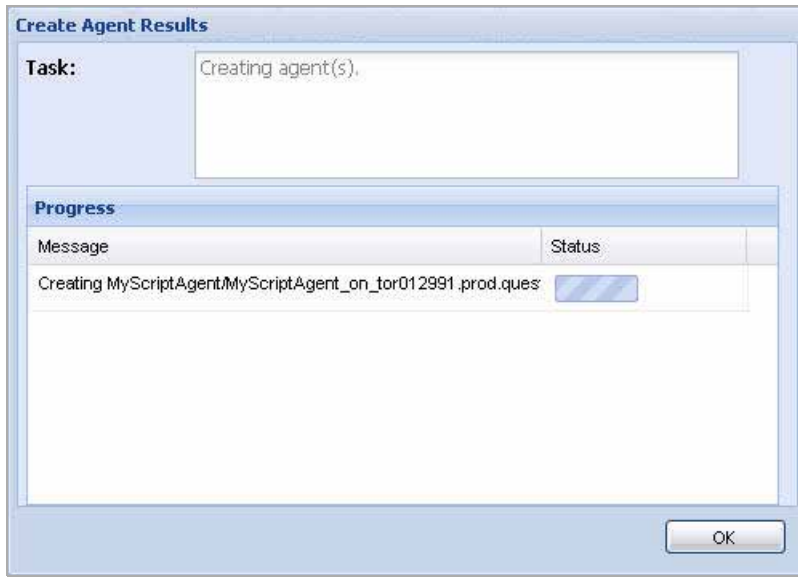 Create Agent Results
Task:
Creating agent(s).
Progress
Message Status
Creating MyScriptAgent/MyScriptAgent_on_tor012991.prod.ques
OK